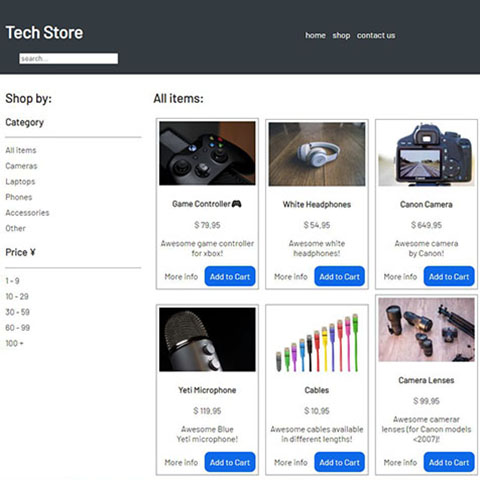 Tech Store
home shop contact us
search...
Shop by:
Category
All items
Cameras
Laptops
Phones
Accessories
Other
Price ¥
1 - 9
10 - 29
30 - 59
60 - 99
100 +
All items:
Game Controller 🎮
$ 79,95
Awesome game controller
for xbox!
More info Add to Cart
White Headphones
$ 54,95
Awesome white
headphones!
More info Add to Cart
Canon Camera
$ 649,95
Awesome camera
by Canon!
More info Add to Cart
Yeti Microphone
$ 119,95
Awesome Blue
Yeti microphone!
More info Add to Cart
Cables
$ 10,95
Awesome cables available
in different lengths!
More info Add to Cart
Camera Lenses
$ 99,95
Awesome camerar
lenses (for Canon models
<2007)!
More info Add to Cart